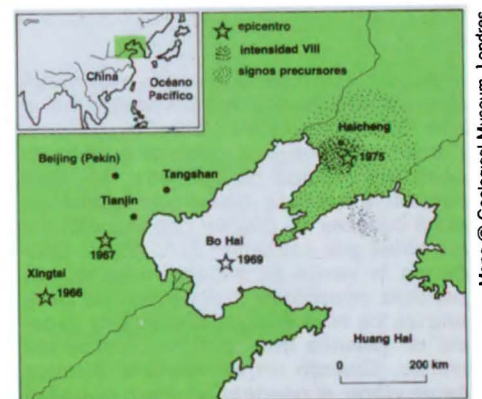 epicentro
intensidad VIII
signos precursores
China
Océano
Pacífico
Haicheng
1975
Beijing (Pekín)
Tangshan
Tianjin
1967
Bo Hai
1969
Xingtai
1966
Huang Hai
0 200 km
Mapa © Geological Museum, Londres